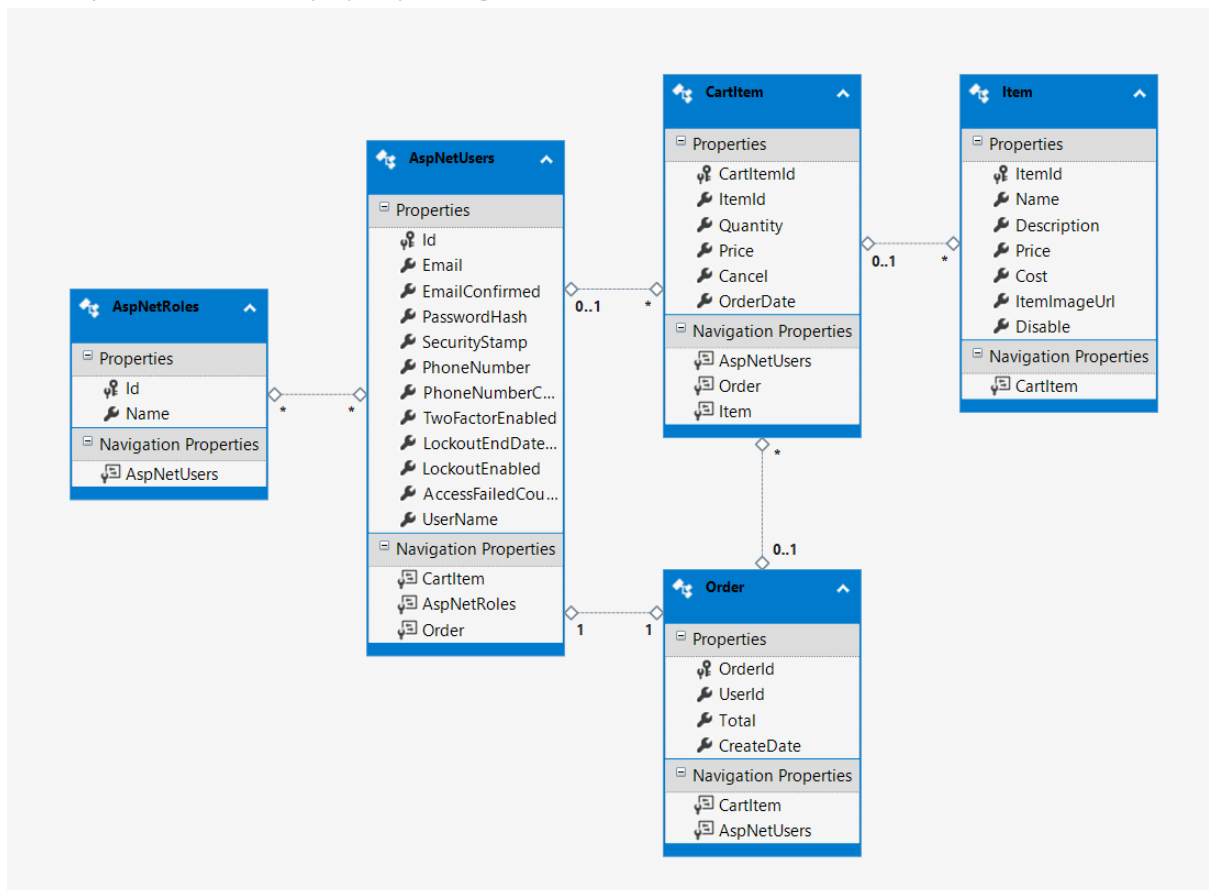 AspNetRoles
Properties
Id
Name
Navigation Properties
AspNetUsers
*
*
AspNetUsers
Properties
Id
Email
EmailConfirmed
PasswordHash
SecurityStamp
PhoneNumber
PhoneNumberC...
TwoFactorEnabled
LockoutEndDate...
LockoutEnabled
AccessFailedCou...
UserName
Navigation Properties
CartItem
AspNetRoles
Order
0..1
*
1
1
CartItem
Properties
CartItemId
ItemId
Quantity
Price
Cancel
OrderDate
Navigation Properties
AspNetUsers
Order
Item
0..1
*
*
0..1
Item
Properties
ItemId
Name
Description
Price
Cost
ItemImageUrl
Disable
Navigation Properties
CartItem
Order
Properties
OrderId
UserId
Total
CreateDate
Navigation Properties
CartItem
AspNetUsers